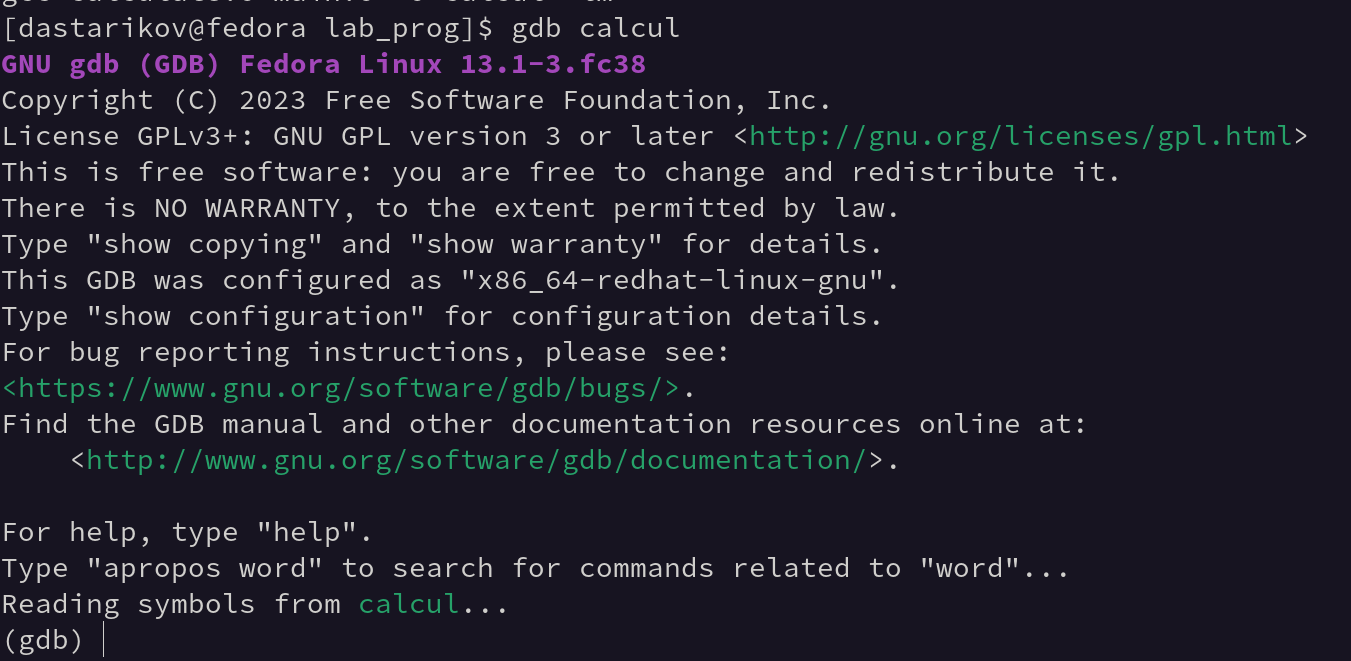 [dastarikov@fedora lab_prog]$ gdb calcul
GNU gdb (GDB) Fedora Linux 13.1-3.fc38
Copyright (C) 2023 Free Software Foundation, Inc.
License GPLv3+: GNU GPL version 3 or later <http://gnu.org/licenses/gpl.html>
This is free software: you are free to change and redistribute it.
There is NO WARRANTY, to the extent permitted by law.
Type "show copying" and "show warranty" for details.
This GDB was configured as "x86_64-redhat-linux-gnu".
Type "show configuration" for configuration details.
For bug reporting instructions, please see:
<https://www.gnu.org/software/gdb/bugs/>.
Find the GDB manual and other documentation resources online at:
    <http://www.gnu.org/software/gdb/documentation/>.

For help, type "help".
Type "apropos word" to search for commands related to "word"...
Reading symbols from calcul...
(gdb)